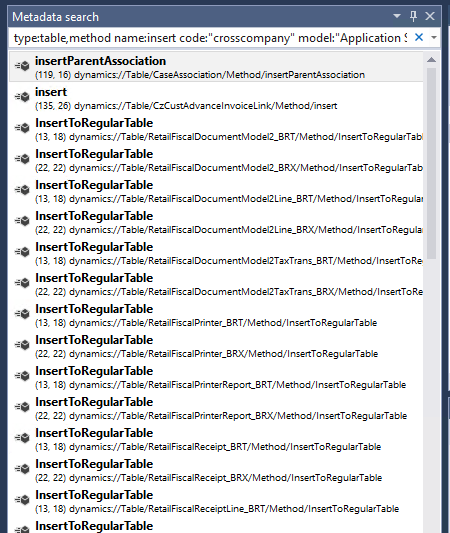 Metadata search
type:table,method name:insert code:"crosscompany" model:"Application S
insertParentAssociation
(119, 16) dynamics://Table/CaseAssociation/Method/insertParentAssociation
insert
(135, 26) dynamics://Table/CzCustAdvanceInvoiceLink/Method/insert
InsertToRegularTable
(13, 18) dynamics://Table/RetailFiscalDocumentModel2_BRT/Method/InsertToRegularTab
InsertToRegularTable
(22, 22) dynamics://Table/RetailFiscalDocumentModel2_BRX/Method/InsertToRegularTab
InsertToRegularTable
(13, 18) dynamics://Table/RetailFiscalDocumentModel2Line_BRT/Method/InsertToRegular
InsertToRegularTable
(22, 22) dynamics://Table/RetailFiscalDocumentModel2Line_BRX/Method/InsertToRegular
InsertToRegularTable
(13, 18) dynamics://Table/RetailFiscalDocumentModel2TaxTrans_BRT/Method/InsertToRe
InsertToRegularTable
(22, 22) dynamics://Table/RetailFiscalDocumentModel2TaxTrans_BRX/Method/InsertToRe
InsertToRegularTable
(13, 18) dynamics://Table/RetailFiscalPrinter_BRT/Method/InsertToRegularTable
InsertToRegularTable
(22, 22) dynamics://Table/RetailFiscalPrinter_BRX/Method/InsertToRegularTable
InsertToRegularTable
(13, 18) dynamics://Table/RetailFiscalPrinterReport_BRT/Method/InsertToRegularTable
InsertToRegularTable
(22, 22) dynamics://Table/RetailFiscalPrinterReport_BRX/Method/InsertToRegularTable
InsertToRegularTable
(13, 18) dynamics://Table/RetailFiscalReceipt_BRT/Method/InsertToRegularTable
InsertToRegularTable
(22, 22) dynamics://Table/RetailFiscalReceipt_BRX/Method/InsertToRegularTable
InsertToRegularTable
(13, 18) dynamics://Table/RetailFiscalReceiptLine_BRT/Method/InsertToRegularTable
InsertToRegularTable